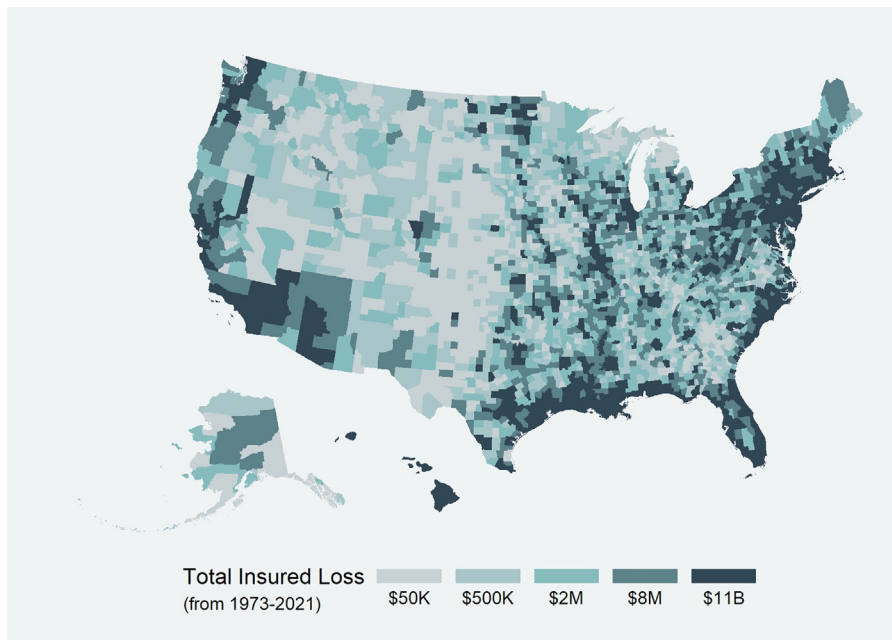 Total Insured Loss
(from 1973-2021)
$50K $500K $2M $8M $11B